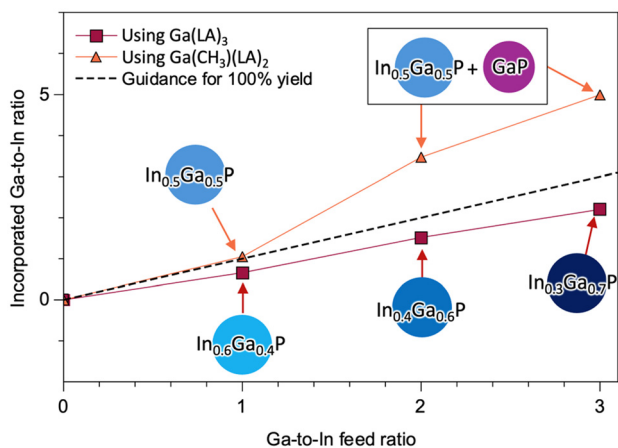 Using Ga(LA)₃
Using Ga(CH₃)(LA)₂
Guidance for 100% yield
In₀.₅Ga₀.₅P + GaP
In₀.₅Ga₀.₅P
In₀.₆Ga₀.₄P
In₀.₄Ga₀.₆P
In₀.₃Ga₀.₇P
Incorporated Ga-to-In ratio
5
0
0 1 2 3
Ga-to-In feed ratio